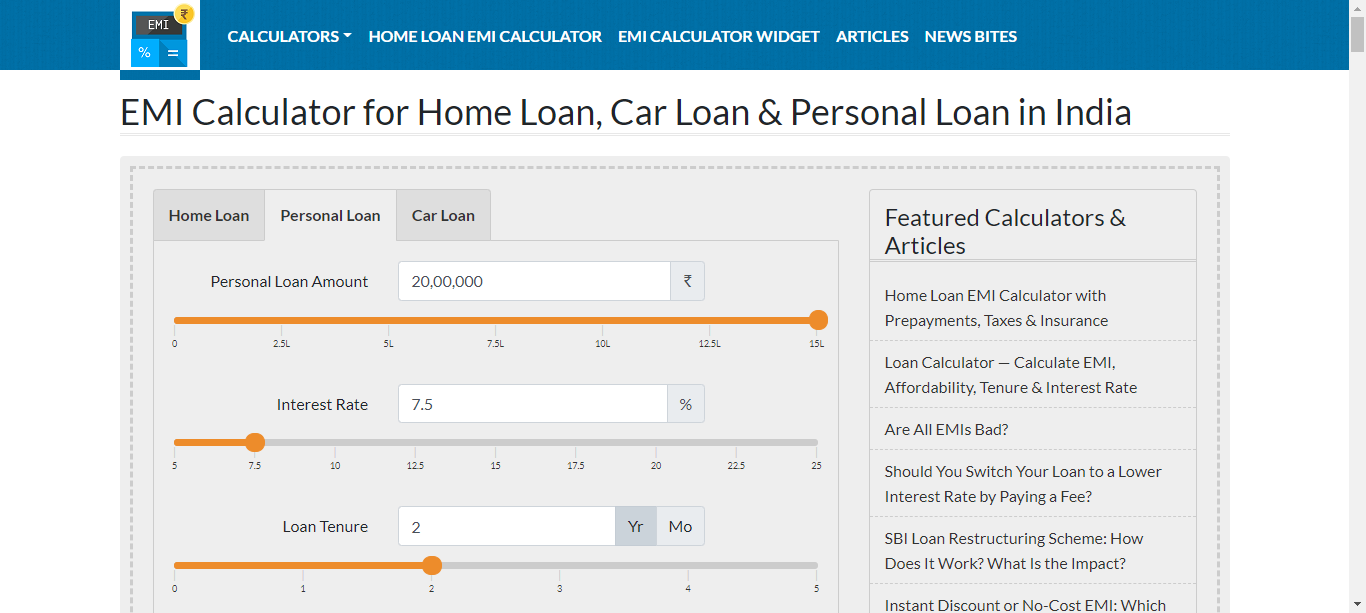 EMI ₹
% =
CALCULATORS HOME LOAN EMI CALCULATOR EMI CALCULATOR WIDGET ARTICLES NEWS BITES
EMI Calculator for Home Loan, Car Loan & Personal Loan in India
Home Loan Personal Loan Car Loan
Personal Loan Amount 20,00,000 ₹
0 2.5L 5L 7.5L 10L 12.5L 15L
Interest Rate 7.5 %
5 7.5 10 12.5 15 17.5 20 22.5 25
Loan Tenure 2 Yr Mo
0 1 2 3 4 5
Featured Calculators &
Articles
Home Loan EMI Calculator with
Prepayments, Taxes & Insurance
Loan Calculator — Calculate EMI,
Affordability, Tenure & Interest Rate
Are All EMIs Bad?
Should You Switch Your Loan to a Lower
Interest Rate by Paying a Fee?
SBI Loan Restructuring Scheme: How
Does It Work? What Is the Impact?
Instant Discount or No-Cost EMI: Which